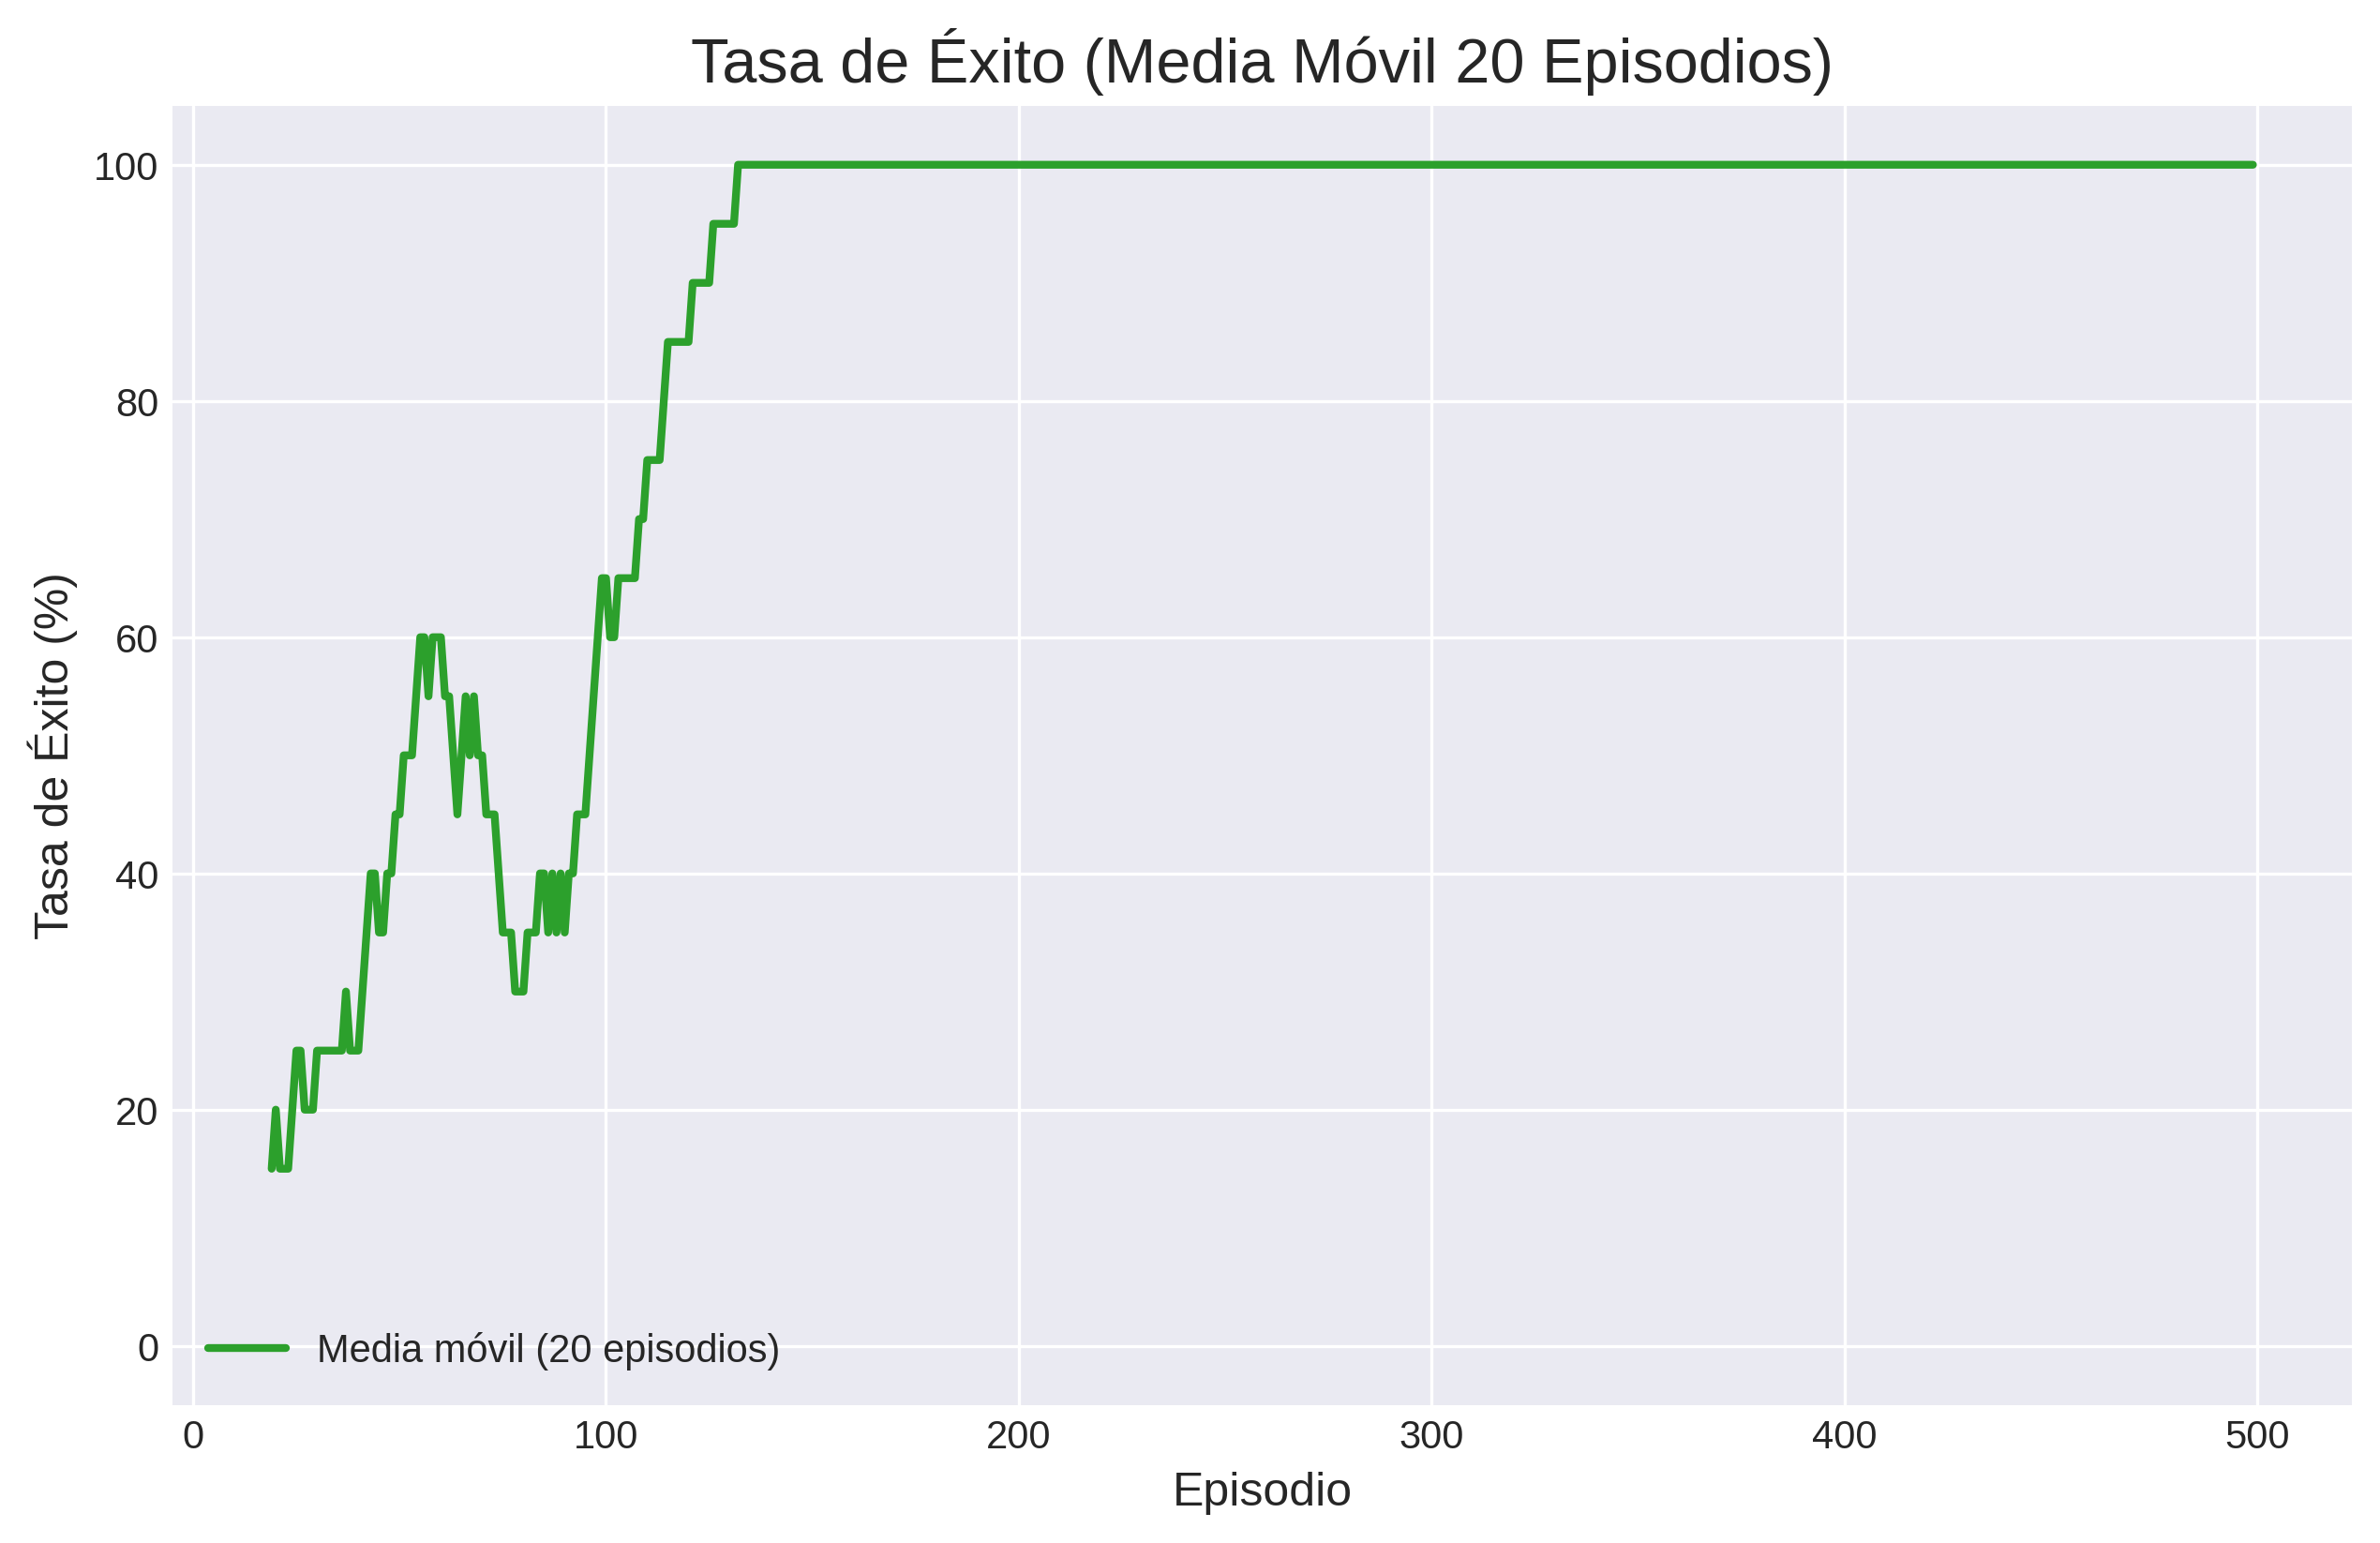 Tasa de Éxito (Media Móvil 20 Episodios)
Tasa de Éxito (%)
100
80
60
40
20
0
Media móvil (20 episodios)
0 100 200 300 400 500
Episodio